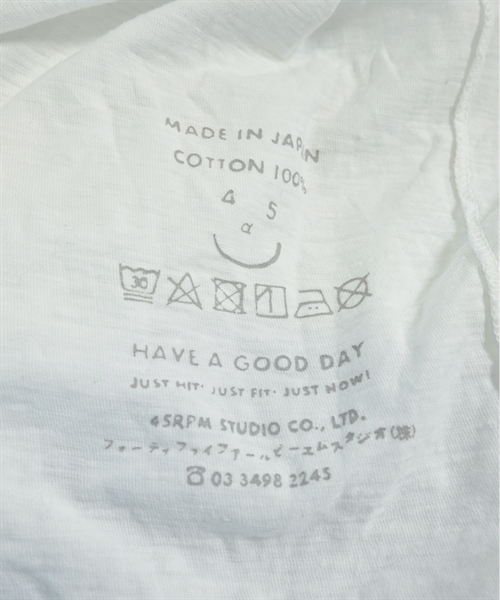 MADE IN JAPAN
COTTON 100%
4 5
α
30
HAVE A GOOD DAY
JUST HIT· JUST FIT· JUST NOW!
45RPM STUDIO CO., LTD.
フォーティファイブアールピーエムスタジオ(株)
☎ 03 3498 2245